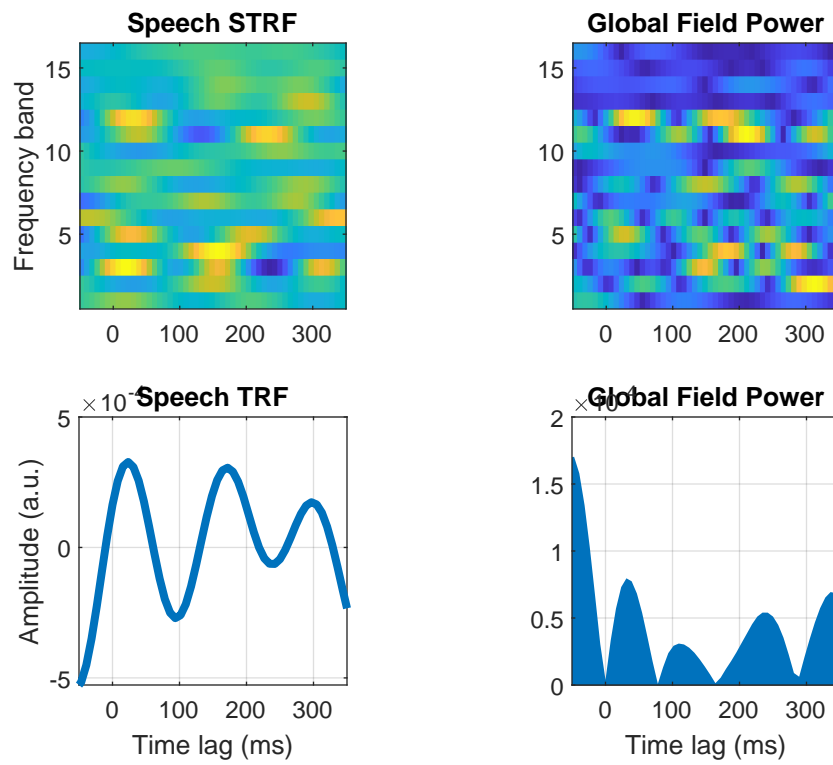 Speech STRF
Global Field Power
Frequency band
15
10
5
0 100 200 300
15
10
5
0 100 200 300
×10-4
Speech TRF
Global Field Power
Amplitude (a.u.)
5
0
-5
0 100 200 300
Time lag (ms)
2
1.5
1
0.5
0
0 100 200 300
Time lag (ms)